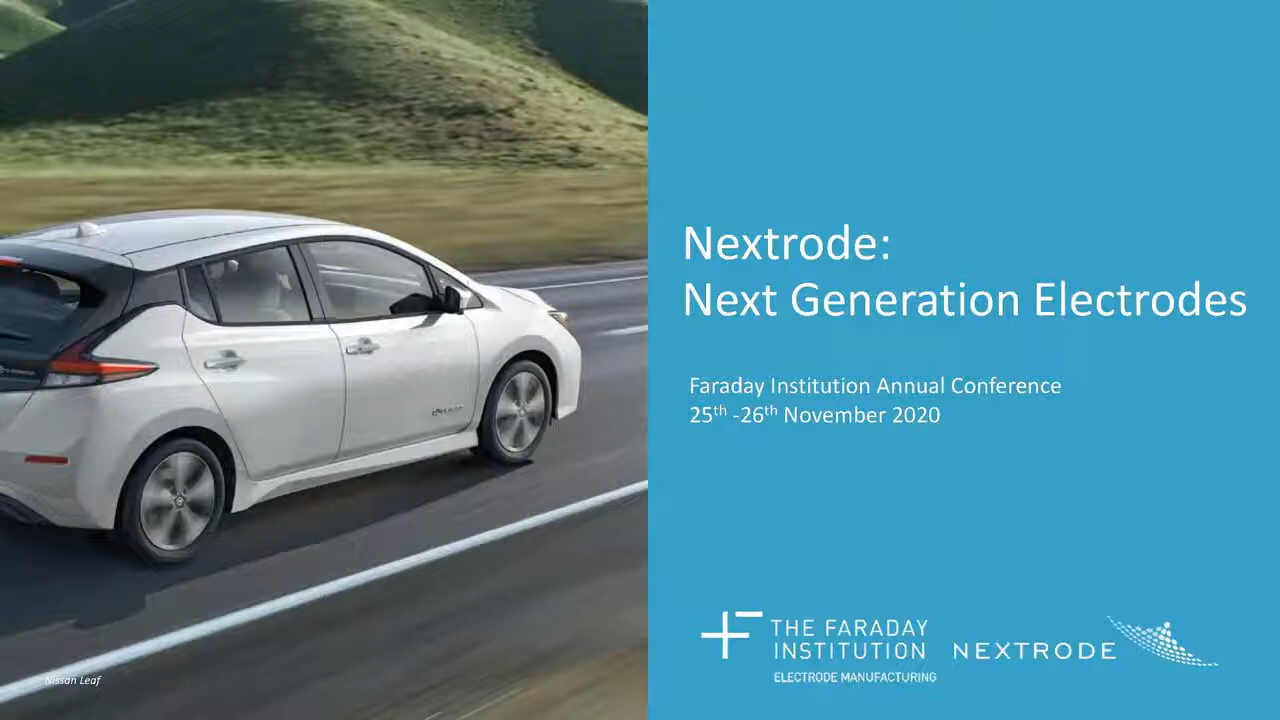 Nextrode:
Next Generation Electrodes
Faraday Institution Annual Conference
25th -26th November 2020
THE FARADAY
INSTITUTION
ELECTRODE MANUFACTURING
NEXTRODE
Nissan Leaf